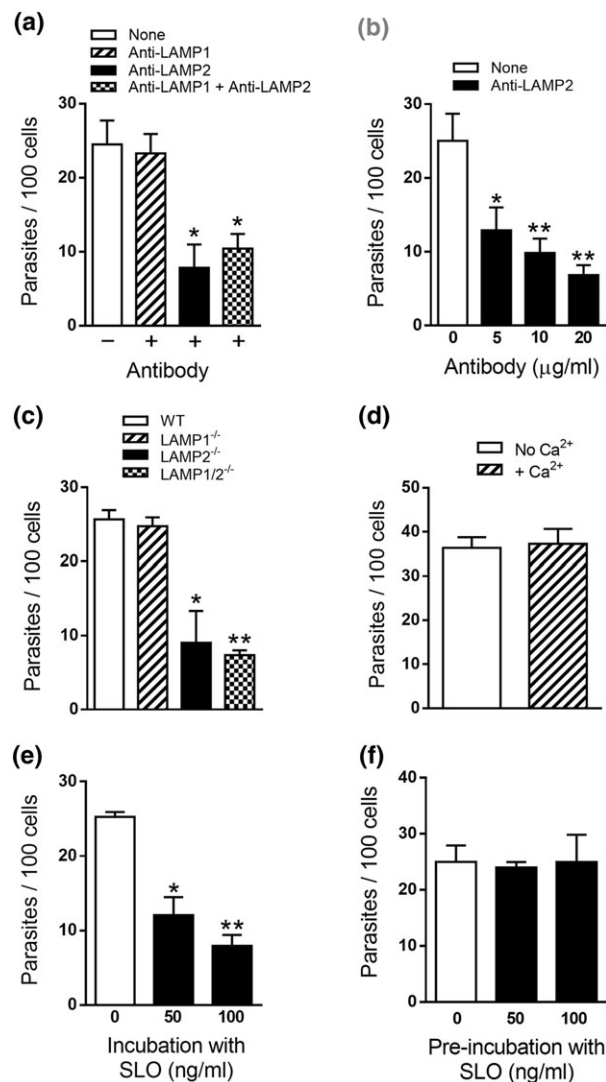 (a)
None
Anti-LAMP1
Anti-LAMP2
Anti-LAMP1 + Anti-LAMP2
Parasites / 100 cells
30
20
10
0
* *
− + + +
Antibody
(b)
None
Anti-LAMP2
Parasites / 100 cells
30
20
10
0
* ** **
0 5 10 20
Antibody (μg/ml)
(c)
WT
LAMP1⁻/⁻
LAMP2⁻/⁻
LAMP1/2⁻/⁻
Parasites / 100 cells
30
20
10
0
* **
(d)
No Ca²⁺
+ Ca²⁺
Parasites / 100 cells
50
40
30
20
10
0
(e)
Parasites / 100 cells
30
20
10
0
* **
0 50 100
Incubation with
SLO (ng/ml)
(f)
Parasites / 100 cells
40
30
20
10
0
0 50 100
Pre-incubation with
SLO (ng/ml)